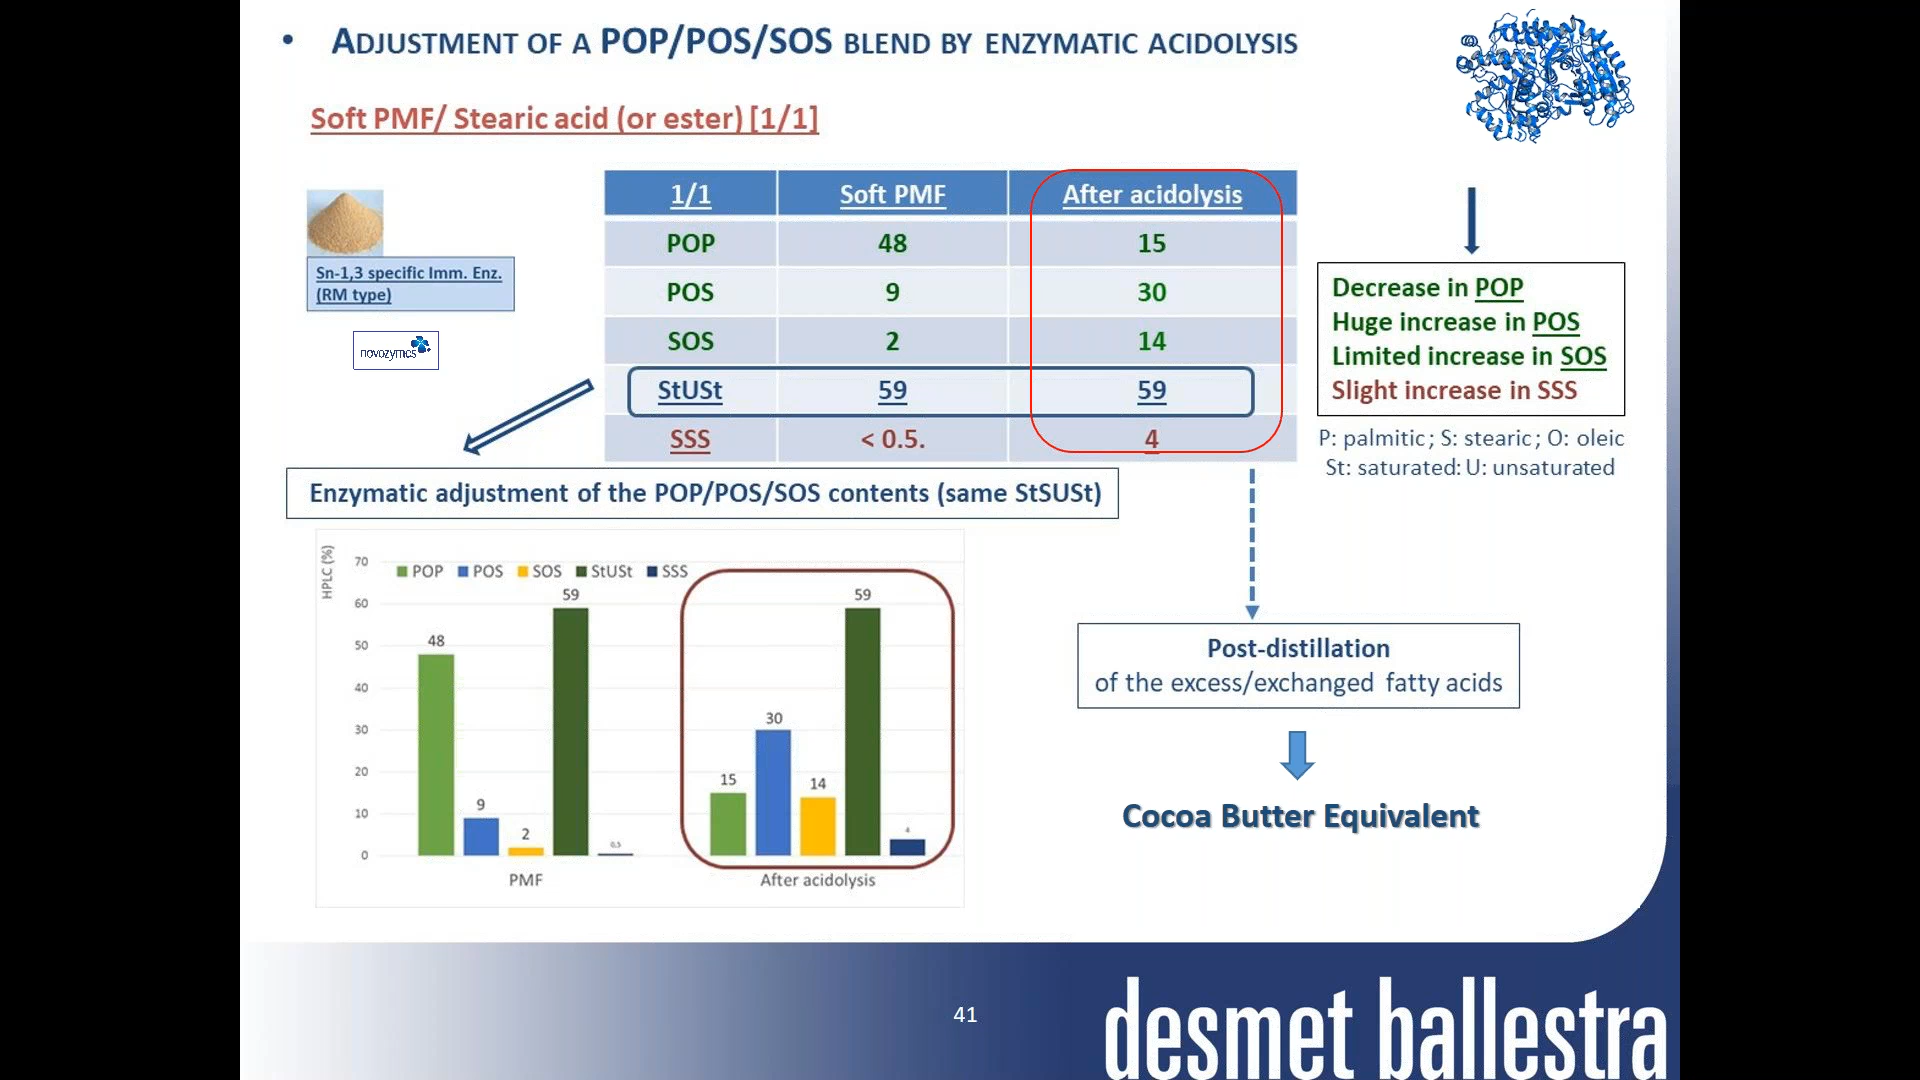 • ADJUSTMENT OF A POP/POS/SOS BLEND BY ENZYMATIC ACIDOLYSIS
Soft PMF/ Stearic acid (or ester) [1/1]
Sn-1,3 specific Imm. Enz.
(RM type)
novozymes
1/1 Soft PMF After acidolysis
POP 48 15
POS 9 30
SOS 2 14
StUSt 59 59
SSS < 0.5. 4
Decrease in POP
Huge increase in POS
Limited increase in SOS
Slight increase in SSS
P: palmitic ; S: stearic ; O: oleic
St: saturated: U: unsaturated
Enzymatic adjustment of the POP/POS/SOS contents (same StSUSt)
HPLC (%)
POP POS SOS StUSt SSS
70
60
50
40
30
20
10
0
48
9
2
59
0,5
15
30
14
59
4
PMF
After acidolysis
Post-distillation
of the excess/exchanged fatty acids
Cocoa Butter Equivalent
41
desmet ballestra